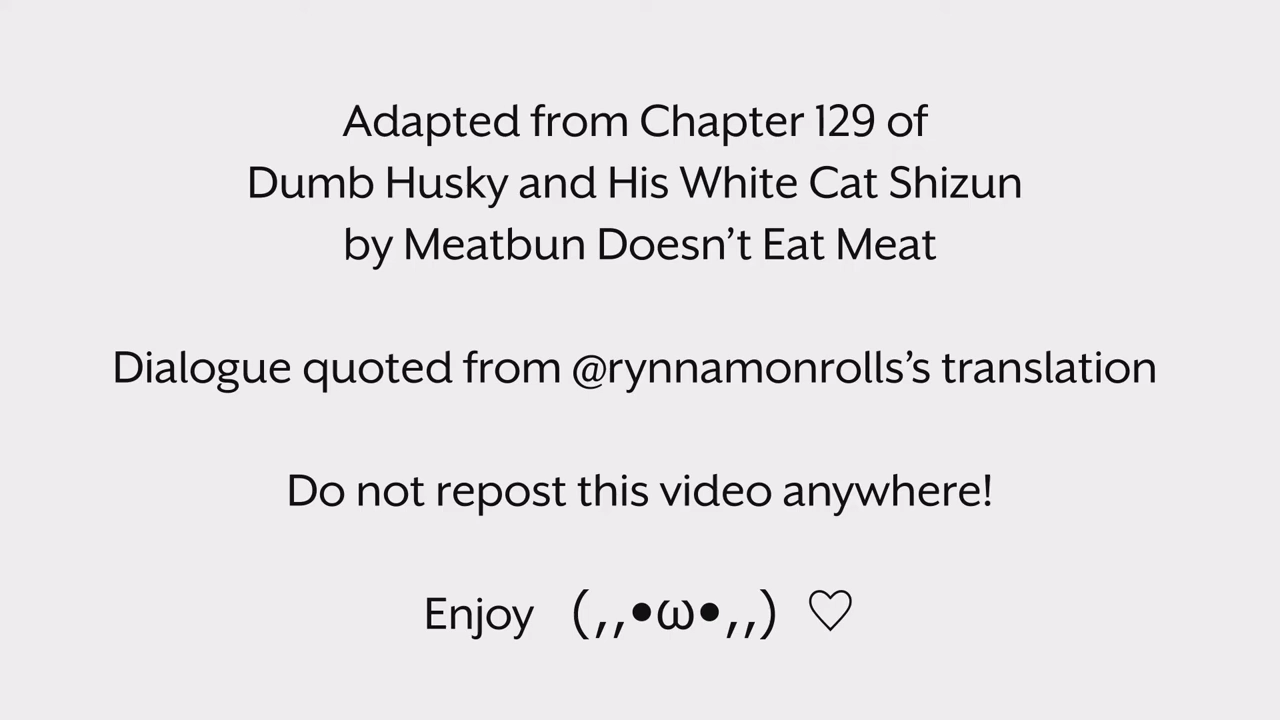 Adapted from Chapter 129 of
Dumb Husky and His White Cat Shizun
by Meatbun Doesn’t Eat Meat
Dialogue quoted from @rynnamonrolls’s translation
Do not repost this video anywhere!
Enjoy (,,•ω•,,) ♡